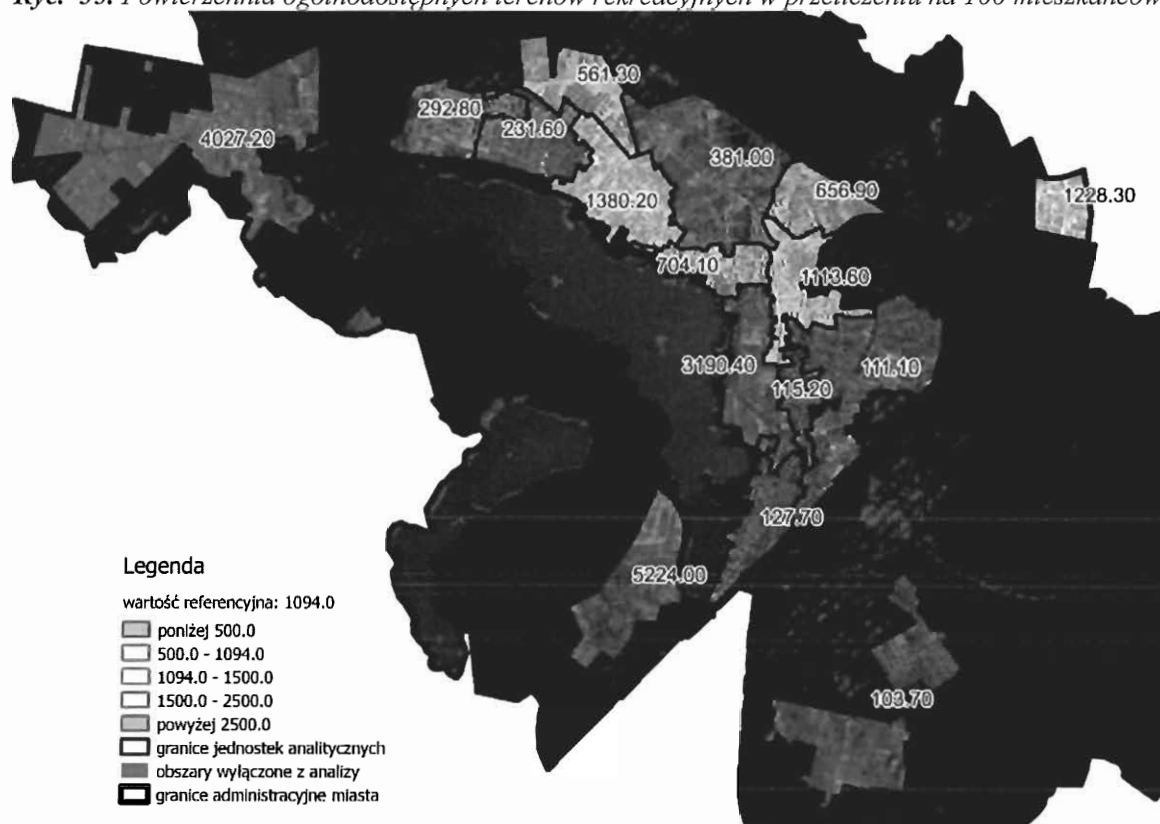 Ryc. 35. Powierzchnia ogólnodostępnych terenów rekreacyjnych w przeliczeniu na 100 mieszkańców
561.30
292.80
231.60
4027.20
381.00
656.90
1228.30
1380.20
704.10
1113.60
3190.40
111.10
115.20
127.70
5224.00
103.70
Legenda
wartość referencyjna: 1094.0
poniżej 500.0
500.0 - 1094.0
1094.0 - 1500.0
1500.0 - 2500.0
powyżej 2500.0
granice jednostek analitycznych
obszary wyłączone z analizy
granice administracyjne miasta